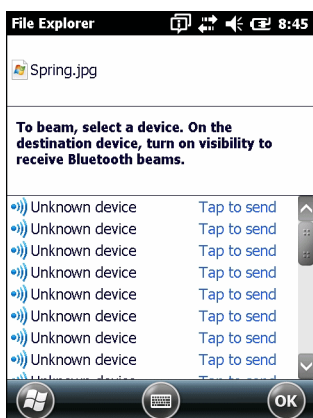 File Explorer 8:45
Spring.jpg
To beam, select a device. On the
destination device, turn on visibility to
receive Bluetooth beams.
Unknown device Tap to send
Unknown device Tap to send
Unknown device Tap to send
Unknown device Tap to send
Unknown device Tap to send
Unknown device Tap to send
Unknown device Tap to send
Unknown device Tap to send
OK